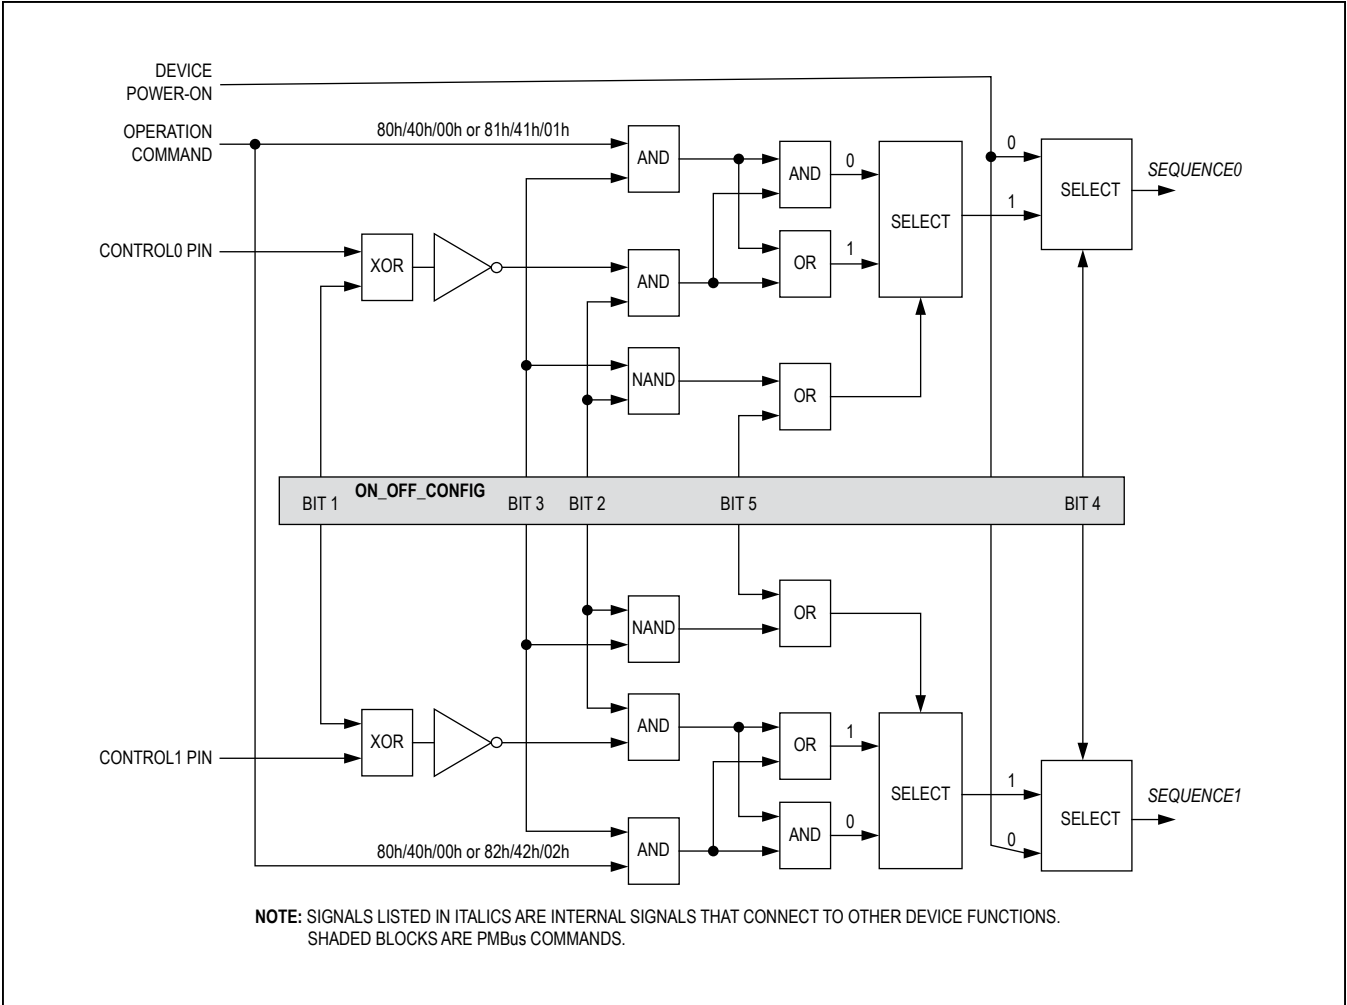 DEVICE
POWER-ON
OPERATION
COMMAND
80h/40h/00h or 81h/41h/01h
AND
AND
0
SELECT
0
SELECT
SEQUENCE0
1
CONTROL0 PIN
XOR
AND
OR
1
NAND
OR
ON_OFF_CONFIG
BIT 1
BIT 3
BIT 2
BIT 5
BIT 4
NAND
OR
CONTROL1 PIN
XOR
AND
OR
1
SELECT
1
SELECT
SEQUENCE1
80h/40h/00h or 82h/42h/02h
AND
AND
0
0
NOTE: SIGNALS LISTED IN ITALICS ARE INTERNAL SIGNALS THAT CONNECT TO OTHER DEVICE FUNCTIONS.
SHADED BLOCKS ARE PMBus COMMANDS.